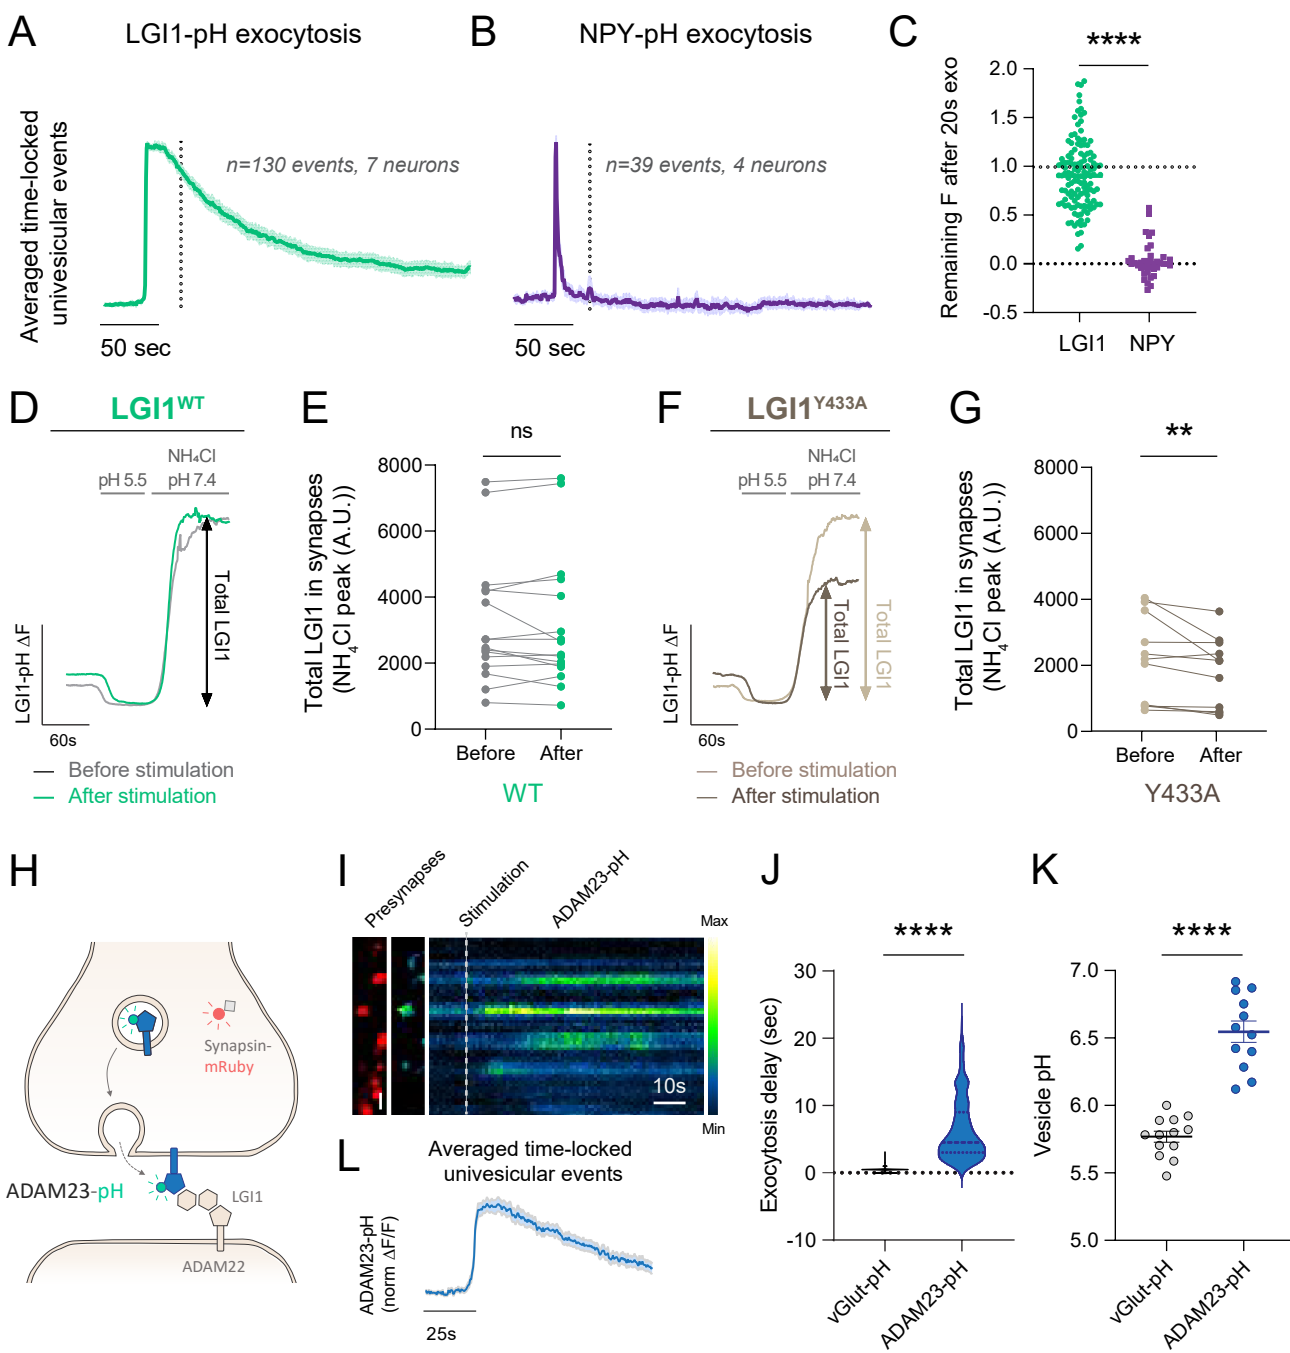 A
LGI1-pH exocytosis
Averaged time-locked
univesicular events
n=130 events, 7 neurons
50 sec
B
NPY-pH exocytosis
n=39 events, 4 neurons
50 sec
C
****
Remaining F after 20s exo
2.0
1.5
1.0
0.5
0.0
-0.5
LGI1
NPY
D
LGI1WT
NH₄Cl
pH 5.5
pH 7.4
Total LGI1
LGI1-pH ΔF
60s
Before stimulation
After stimulation
E
ns
Total LGI1 in synapses
(NH₄Cl peak (A.U.))
8000
6000
4000
2000
0
Before
After
WT
F
LGI1Y433A
NH₄Cl
pH 5.5
pH 7.4
Total LGI1
Total LGI1
LGI1-pH ΔF
60s
Before stimulation
After stimulation
G
**
Total LGI1 in synapses
(NH₄Cl peak (A.U.))
8000
6000
4000
2000
0
Before
After
Y433A
H
Synapsin-
mRuby
ADAM23-pH
LGI1
ADAM22
I
Presynapses
Stimulation
ADAM23-pH
10s
Max
Min
J
****
Exocytosis delay (sec)
30
20
10
0
-10
vGlut-pH
ADAM23-pH
K
****
Vesicle pH
7.0
6.5
6.0
5.5
5.0
vGlut-pH
ADAM23-pH
L
Averaged time-locked
univesicular events
ADAM23-pH
(norm ΔF/F)
25s